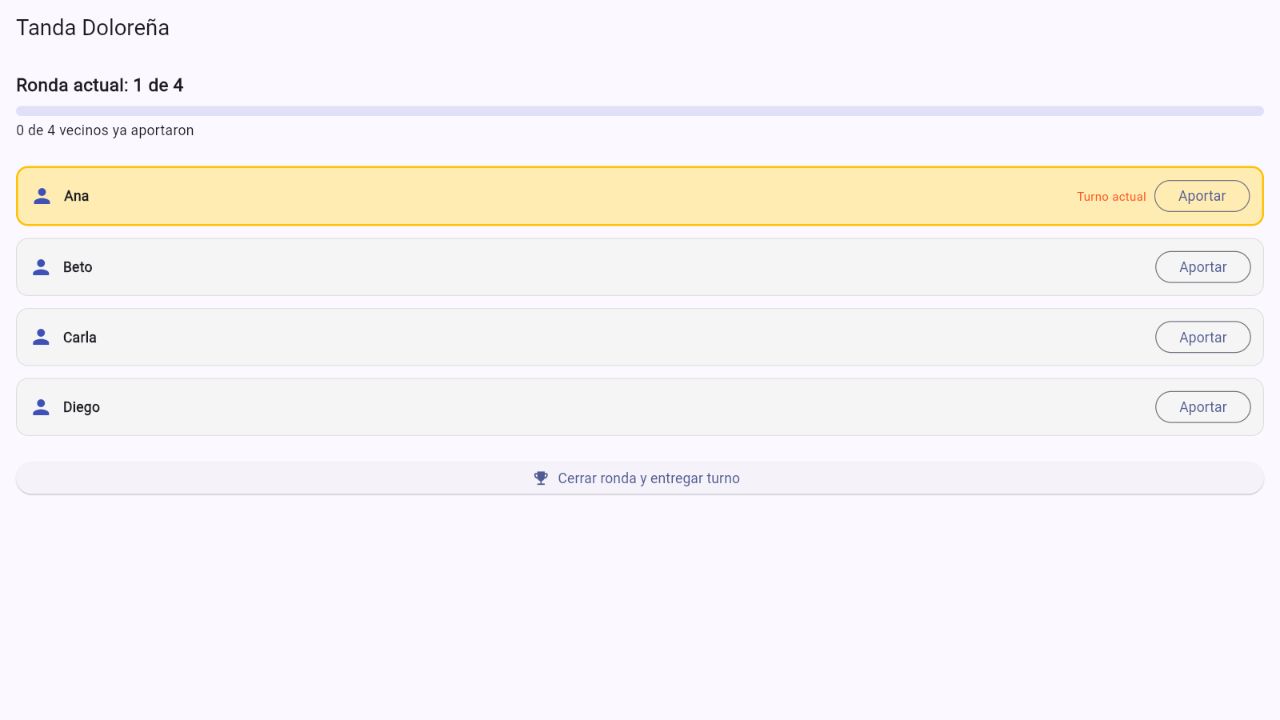 Tanda Doloreña
Ronda actual: 1 de 4
0 de 4 vecinos ya aportaron
Ana Turno actual Aportar
Beto Aportar
Carla Aportar
Diego Aportar
Cerrar ronda y entregar turno